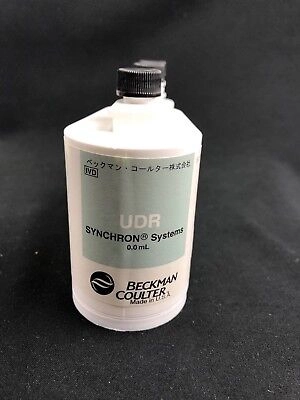 ベックマン・コールター株式会社
IVD
UDR
SYNCHRON® Systems
0.0 mL
BECKMAN
COULTER
Made in U.S.A.